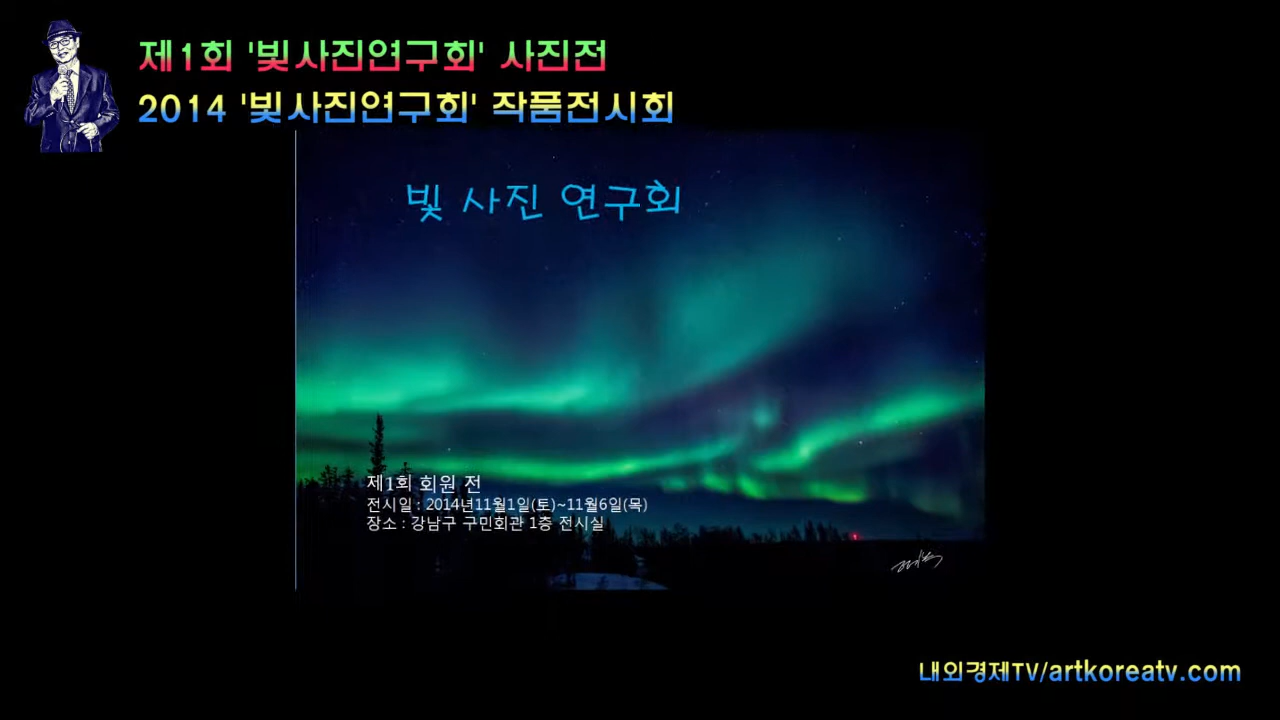 제1회 '빛사진연구회' 사진전
2014 '빛사진연구회' 작품전시회
빛 사진 연구회
제1회 회원 전
전시일 : 2014년11월1일(토)~11월6일(목)
장소 : 강남구 구민회관 1층 전시실
내외경제TV/artkoreatv.com